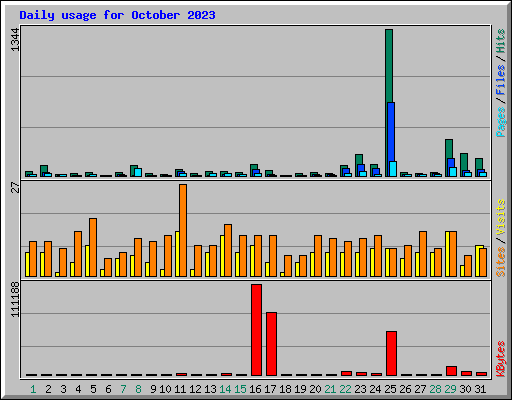 Daily usage for October 2023
1344
Pages / Files / Hits
27
Sites / Visits
111188
KBytes
1 2 3 4 5 6 7 8 9 10 11 12 13 14 15 16 17 18 19 20 21 22 23 24 25 26 27 28 29 30 31